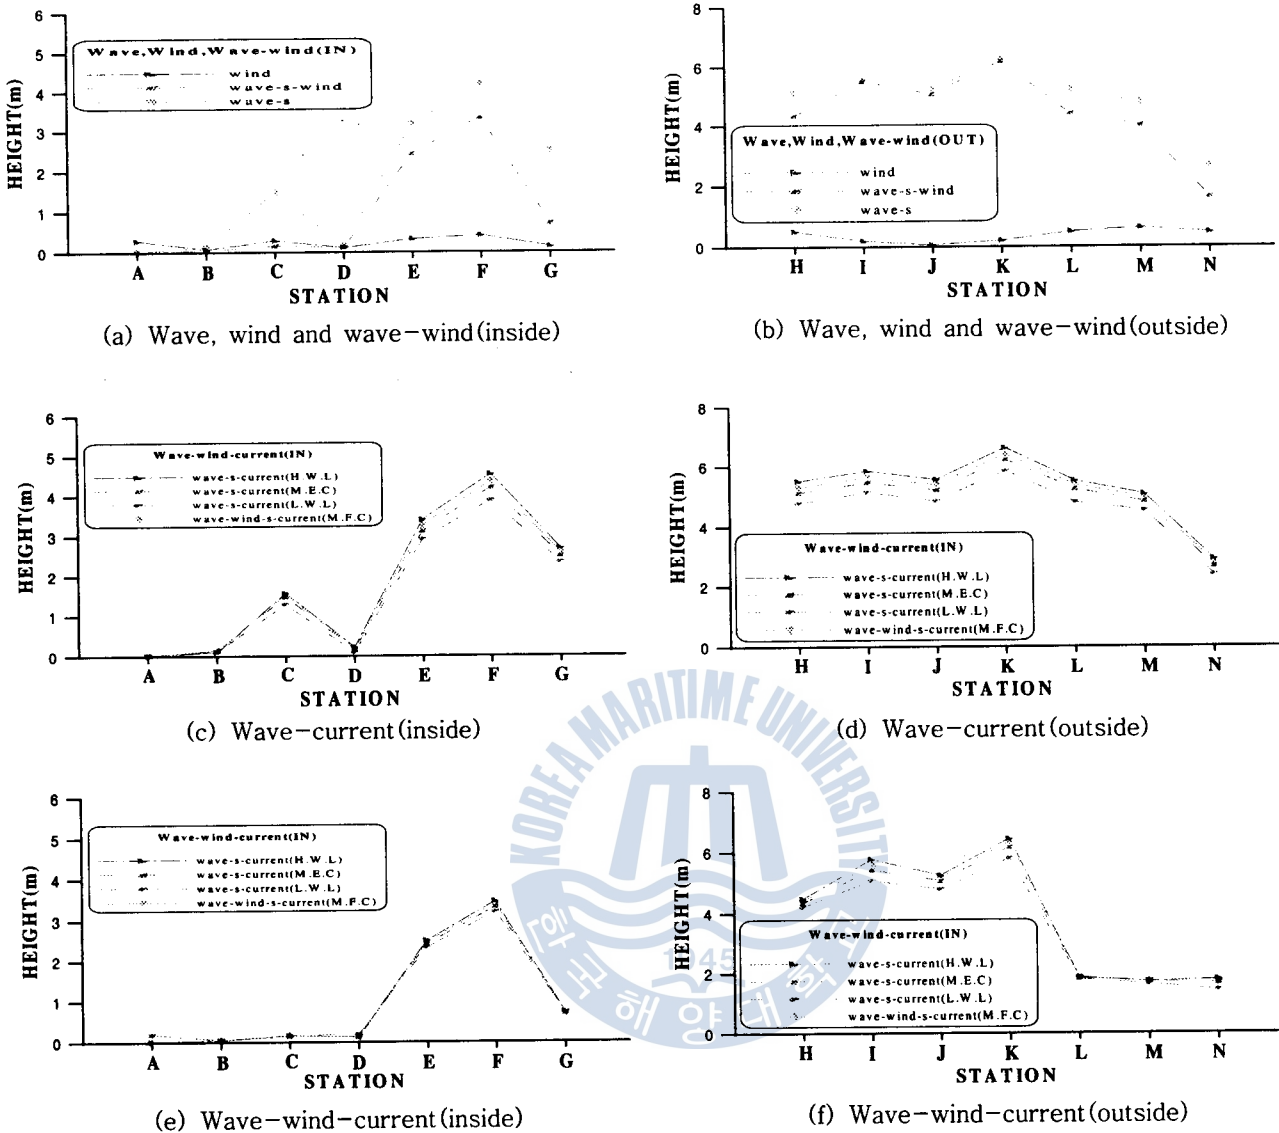 6
5
4
3
2
1
0
HEIGHT(m)
Wave,Wind,Wave-wind(IN)
wind
wave-s-wind
wave-s
A B C D E F G
STATION
(a) Wave, wind and wave-wind(inside)
8
6
4
2
0
HEIGHT(m)
Wave,Wind,Wave-wind(OUT)
wind
wave-s-wind
wave-s
H I J K L M N
STATION
(b) Wave, wind and wave-wind(outside)
6
5
4
3
2
1
0
HEIGHT(m)
Wave-wind-current(IN)
wave-s-current(H.W.L)
wave-s-current(M.E.C)
wave-s-current(L.W.L)
wave-wind-s-current(M.F.C)
A B C D E F G
STATION
(c) Wave-current(inside)
8
6
4
2
0
HEIGHT(m)
Wave-wind-current(IN)
wave-s-current(H.W.L)
wave-s-current(M.E.C)
wave-s-current(L.W.L)
wave-wind-s-current(M.F.C)
H I J K L M N
STATION
(d) Wave-current(outside)
KOREA MARITIME UNIVERSITY
1945
한국해양대학교
6
5
4
3
2
1
0
HEIGHT(m)
Wave-wind-current(IN)
wave-s-current(H.W.L)
wave-s-current(M.E.C)
wave-s-current(L.W.L)
wave-wind-s-current(M.F.C)
A B C D E F G
STATION
(e) Wave-wind-current(inside)
8
6
4
2
0
HEIGHT(m)
Wave-wind-current(IN)
wave-s-current(H.W.L)
wave-s-current(M.E.C)
wave-s-current(L.W.L)
wave-wind-s-current(M.F.C)
H I J K L M N
STATION
(f) Wave-wind-current(outside)